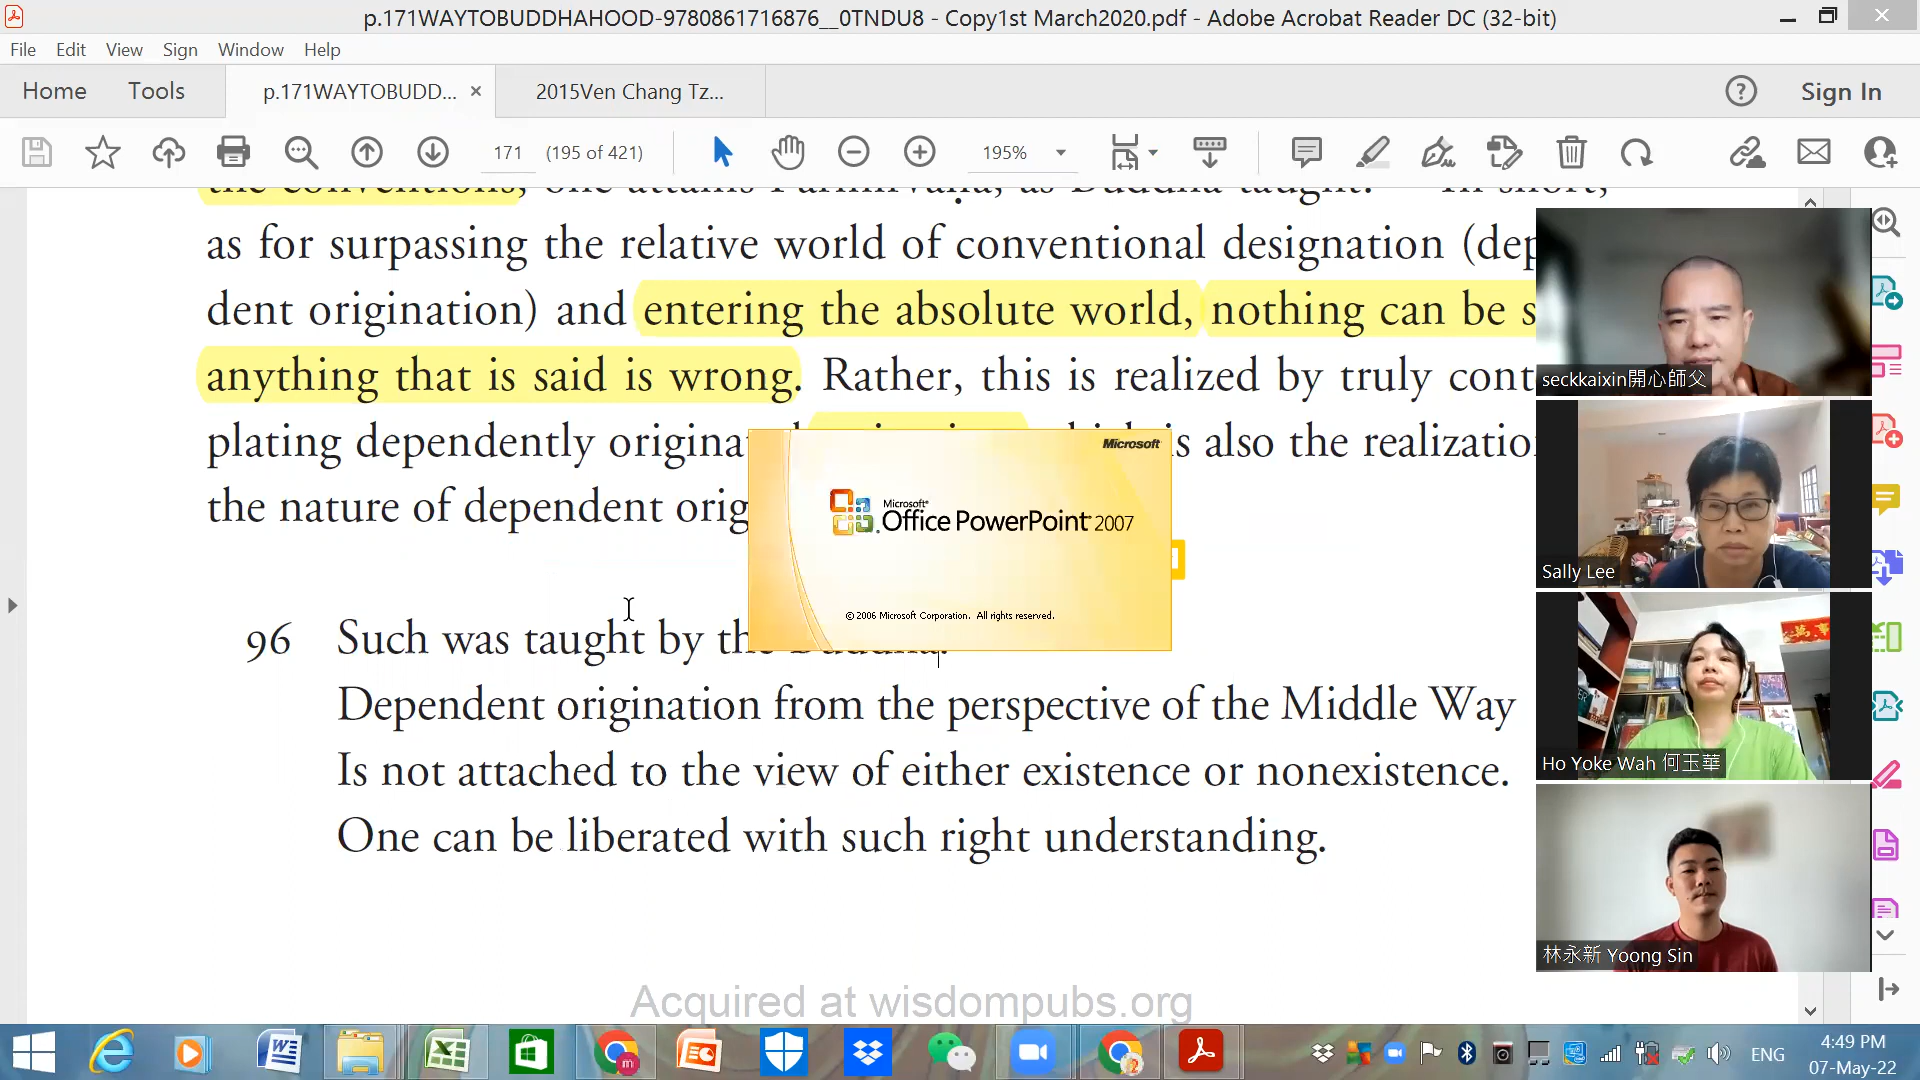 p.171WAYTOBUDDHAHOOD-9780861716876__0TNDU8 - Copy1st March2020.pdf - Adobe Acrobat Reader DC (32-bit)
File Edit View Sign Window Help
Home Tools p.171WAYTOBUDD... × 2015Ven Chang Tz... Sign In
171 (195 of 421) 195%
the conventions, one attains Parinirvāṇa, as Buddha taught. In short,
as for surpassing the relative world of conventional designation (dep
dent origination) and entering the absolute world, nothing can be s
anything that is said is wrong. Rather, this is realized by truly cont
plating dependently originat is also the realizatio
the nature of dependent orig
Microsoft
Microsoft®
Office PowerPoint® 2007
© 2006 Microsoft Corporation. All rights reserved.
96 Such was taught by the Buddha.
Dependent origination from the perspective of the Middle Way
Is not attached to the view of either existence or nonexistence.
One can be liberated with such right understanding.
Acquired at wisdompubs.org
seckkaixin開心師父
Sally Lee
Ho Yoke Wah 何玉華
林永新 Yoong Sin
ENG
4:49 PM
07-May-22